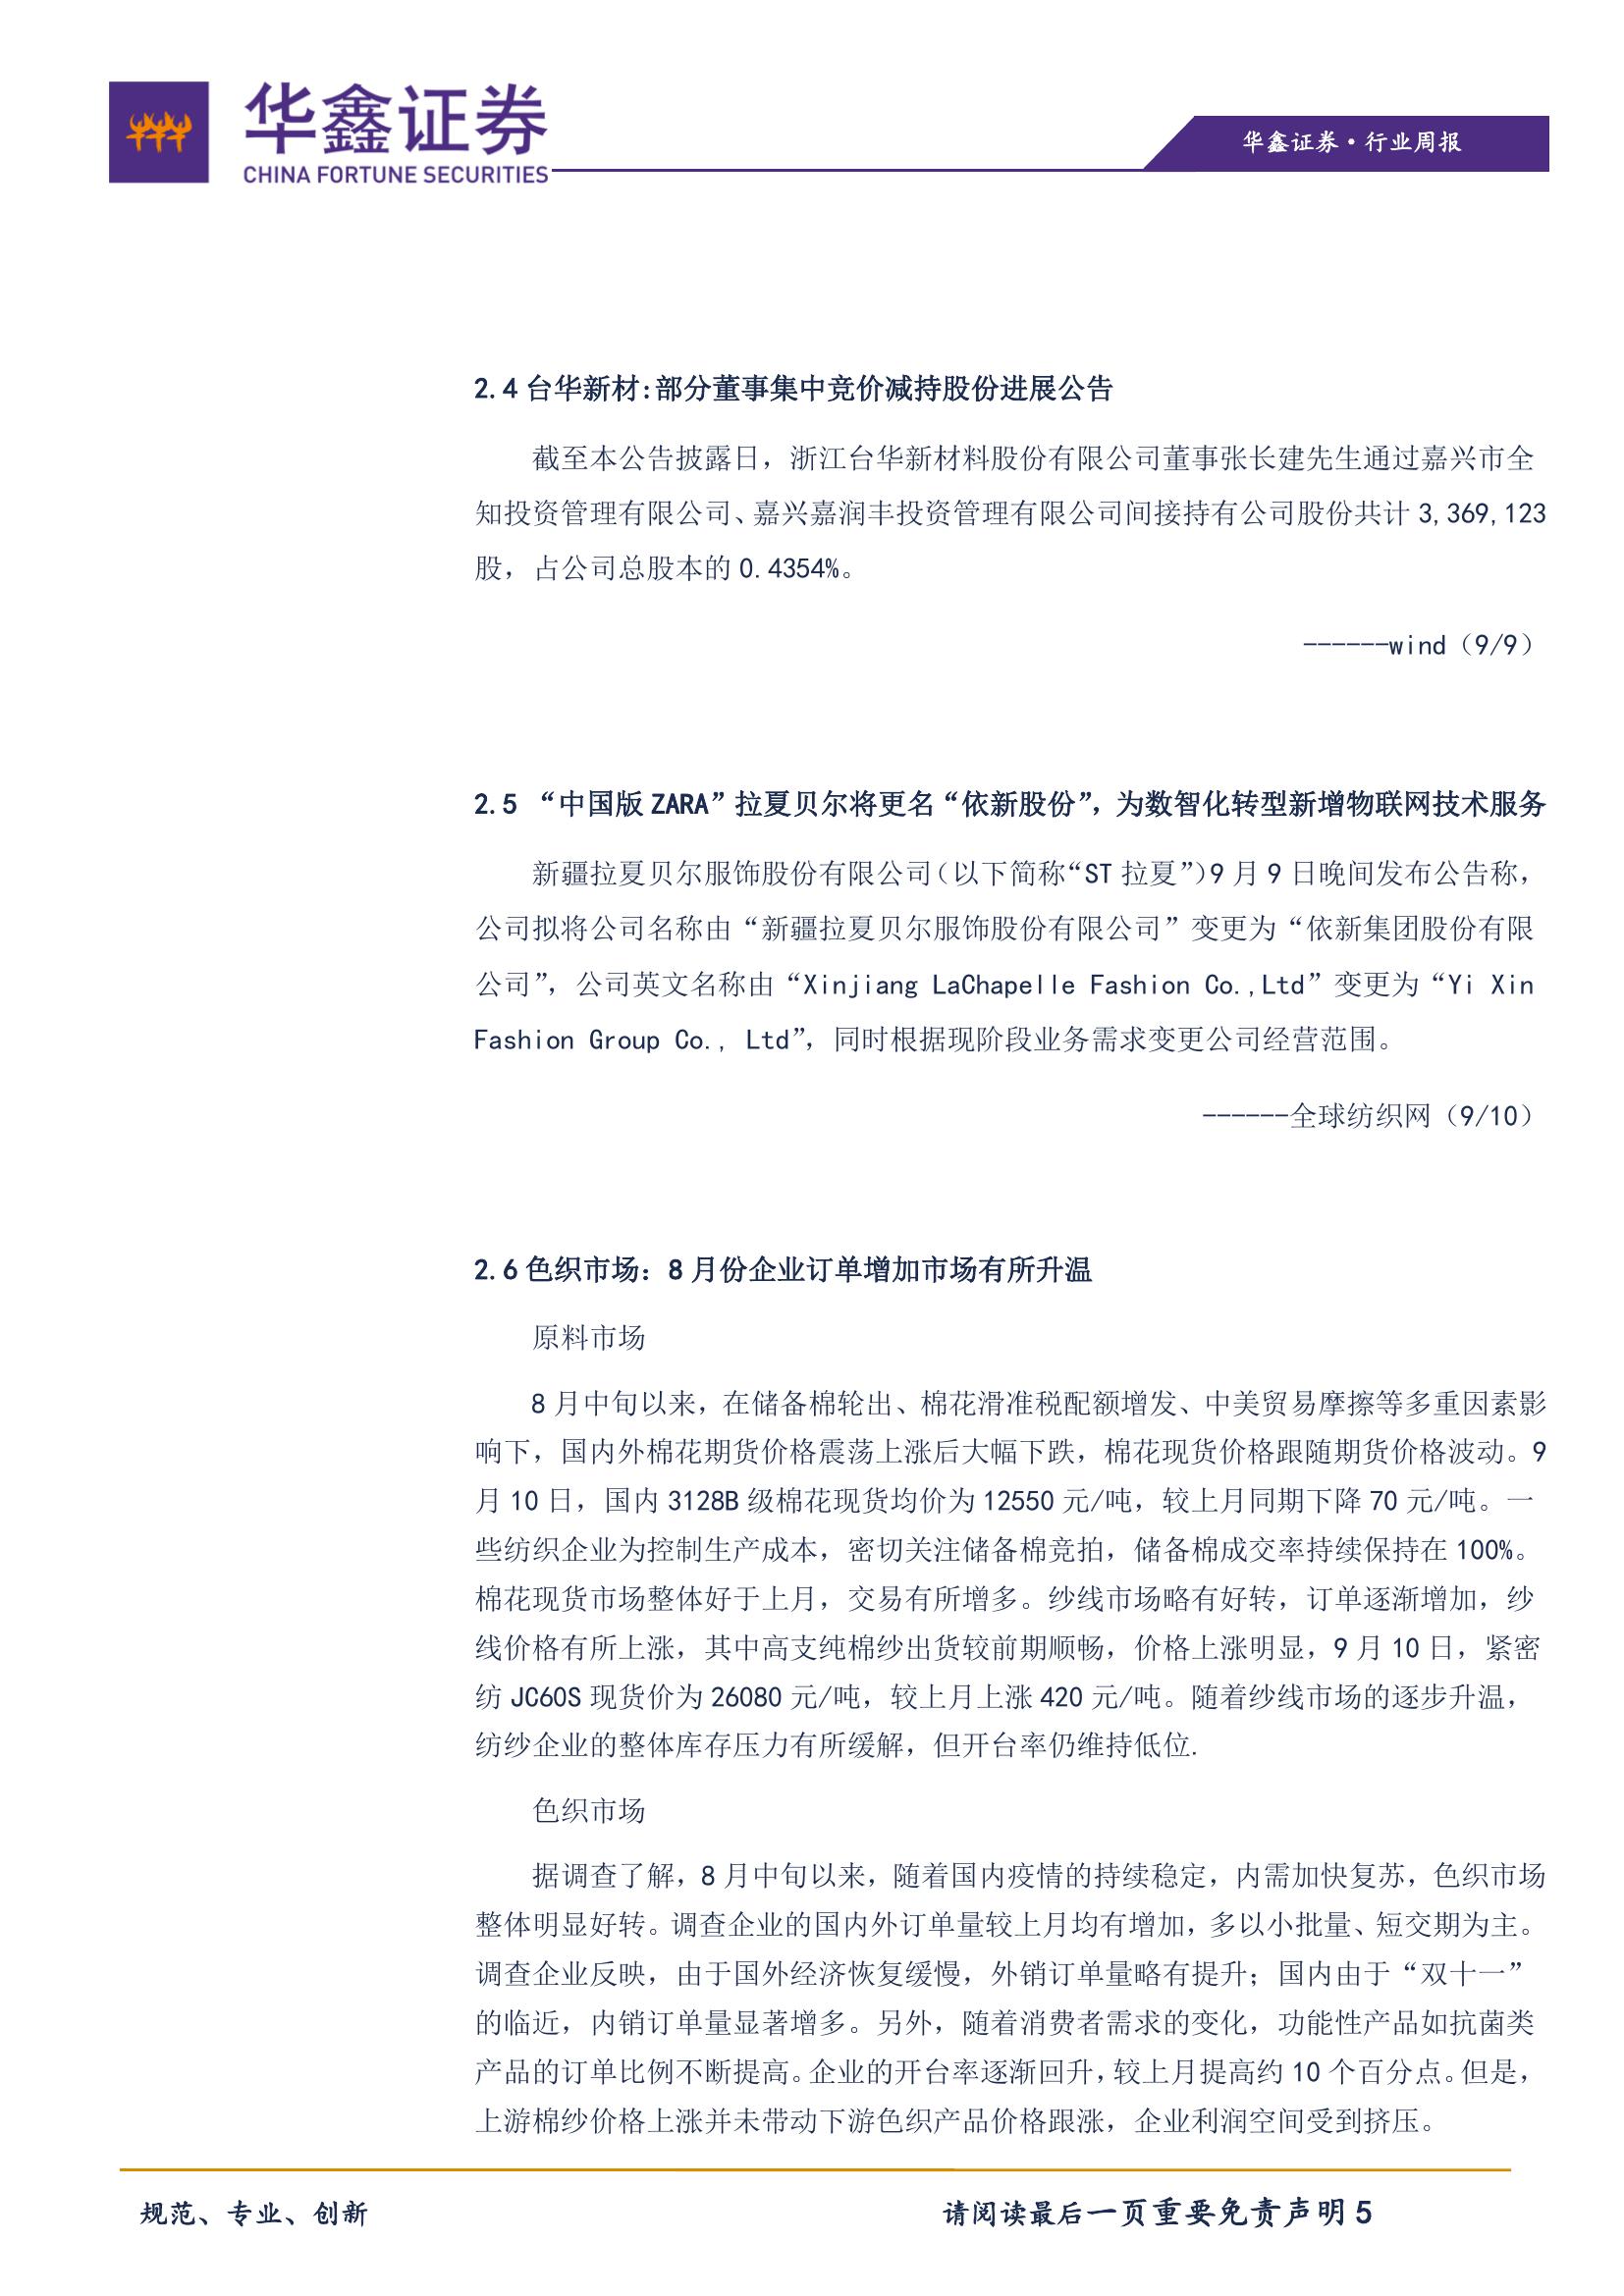 华鑫证券
CHINA FORTUNE SECURITIES
华鑫证券·行业周报
2.4 台华新材:部分董事集中竞价减持股份进展公告
截至本公告披露日，浙江台华新材料股份有限公司董事张长建先生通过嘉兴市全
知投资管理有限公司、嘉兴嘉润丰投资管理有限公司间接持有公司股份共计 3,369,123
股，占公司总股本的 0.4354%。
------wind（9/9）
2.5 “中国版 ZARA”拉夏贝尔将更名“依新股份”，为数智化转型新增物联网技术服务
新疆拉夏贝尔服饰股份有限公司（以下简称“ST 拉夏”）9 月 9 日晚间发布公告称，
公司拟将公司名称由“新疆拉夏贝尔服饰股份有限公司”变更为“依新集团股份有限
公司”，公司英文名称由“Xinjiang LaChapelle Fashion Co.,Ltd”变更为“Yi Xin
Fashion Group Co., Ltd”，同时根据现阶段业务需求变更公司经营范围。
------全球纺织网（9/10）
2.6 色织市场：8 月份企业订单增加市场有所升温
原料市场
8 月中旬以来，在储备棉轮出、棉花滑准税配额增发、中美贸易摩擦等多重因素影
响下，国内外棉花期货价格震荡上涨后大幅下跌，棉花现货价格跟随期货价格波动。9
月 10 日，国内 3128B 级棉花现货均价为 12550 元/吨，较上月同期下降 70 元/吨。一
些纺织企业为控制生产成本，密切关注储备棉竞拍，储备棉成交率持续保持在 100%。
棉花现货市场整体好于上月，交易有所增多。纱线市场略有好转，订单逐渐增加，纱
线价格有所上涨，其中高支纯棉纱出货较前期顺畅，价格上涨明显，9 月 10 日，紧密
纺 JC60S 现货价为 26080 元/吨，较上月上涨 420 元/吨。随着纱线市场的逐步升温，
纺纱企业的整体库存压力有所缓解，但开台率仍维持低位.
色织市场
据调查了解，8 月中旬以来，随着国内疫情的持续稳定，内需加快复苏，色织市场
整体明显好转。调查企业的国内外订单量较上月均有增加，多以小批量、短交期为主。
调查企业反映，由于国外经济恢复缓慢，外销订单量略有提升；国内由于“双十一”
的临近，内销订单量显著增多。另外，随着消费者需求的变化，功能性产品如抗菌类
产品的订单比例不断提高。企业的开台率逐渐回升，较上月提高约 10 个百分点。但是，
上游棉纱价格上涨并未带动下游色织产品价格跟涨，企业利润空间受到挤压。
规范、专业、创新
请阅读最后一页重要免责声明 5